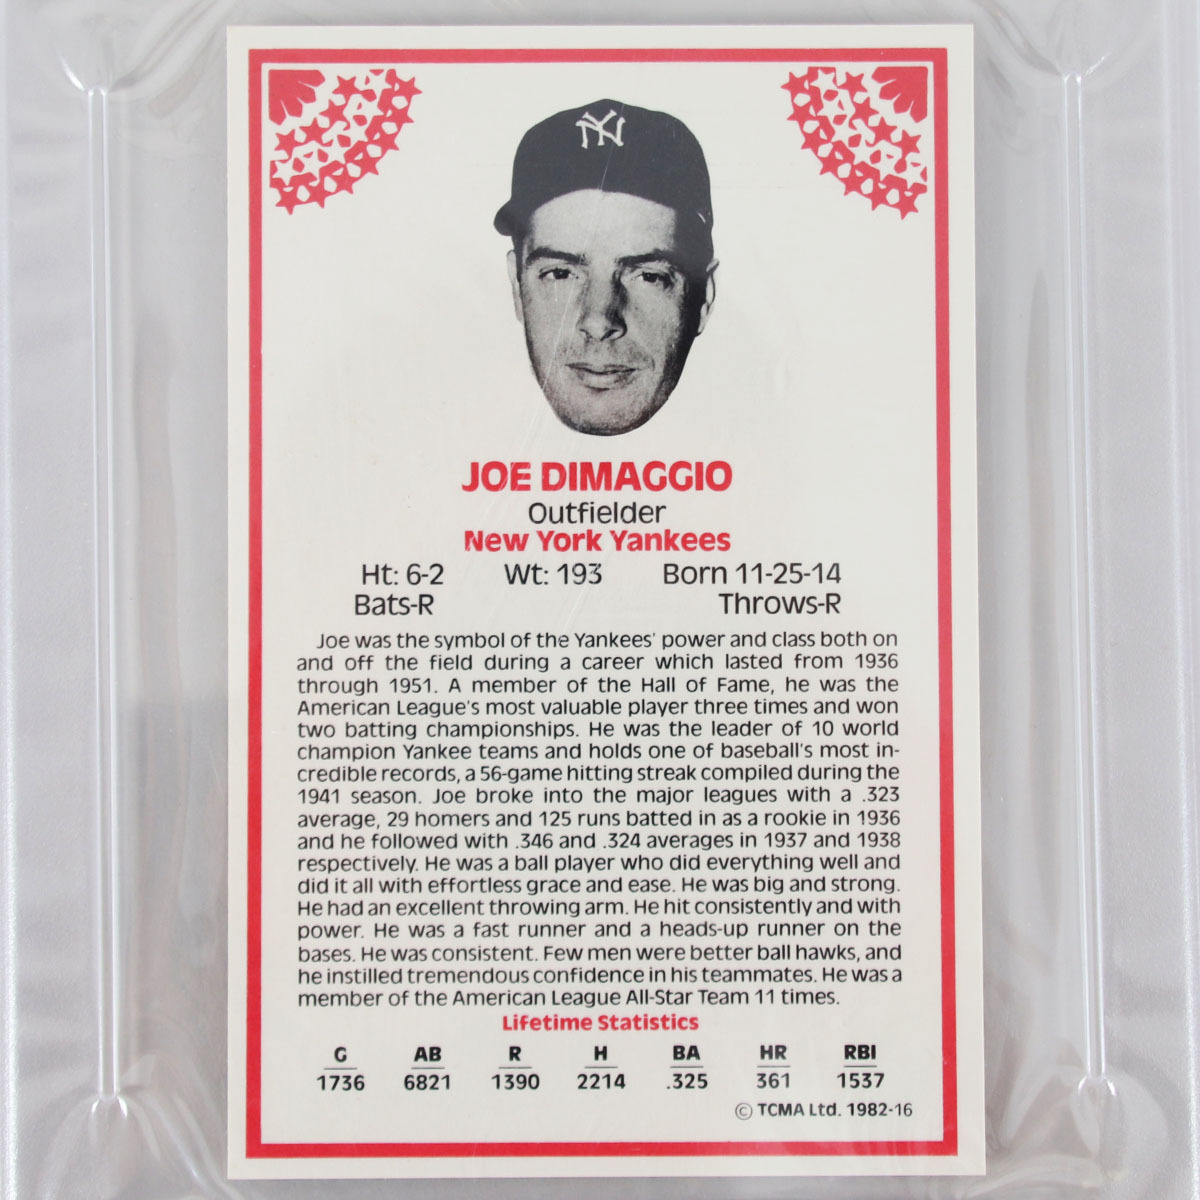 NY
JOE DIMAGGIO
Outfielder
New York Yankees
Ht: 6-2 Wt: 193 Born 11-25-14
Bats-R Throws-R
Joe was the symbol of the Yankees' power and class both on
and off the field during a career which lasted from 1936
through 1951. A member of the Hall of Fame, he was the
American League's most valuable player three times and won
two batting championships. He was the leader of 10 world
champion Yankee teams and holds one of baseball's most in-
credible records, a 56-game hitting streak compiled during the
1941 season. Joe broke into the major leagues with a .323
average, 29 homers and 125 runs batted in as a rookie in 1936
and he followed with .346 and .324 averages in 1937 and 1938
respectively. He was a ball player who did everything well and
did it all with effortless grace and ease. He was big and strong.
He had an excellent throwing arm. He hit consistently and with
power. He was a fast runner and a heads-up runner on the
bases. He was consistent. Few men were better ball hawks, and
he instilled tremendous confidence in his teammates. He was a
member of the American League All-Star Team 11 times.
Lifetime Statistics
G AB R H BA HR RBI
1736 6821 1390 2214 .325 361 1537
© TCMA Ltd. 1982-16